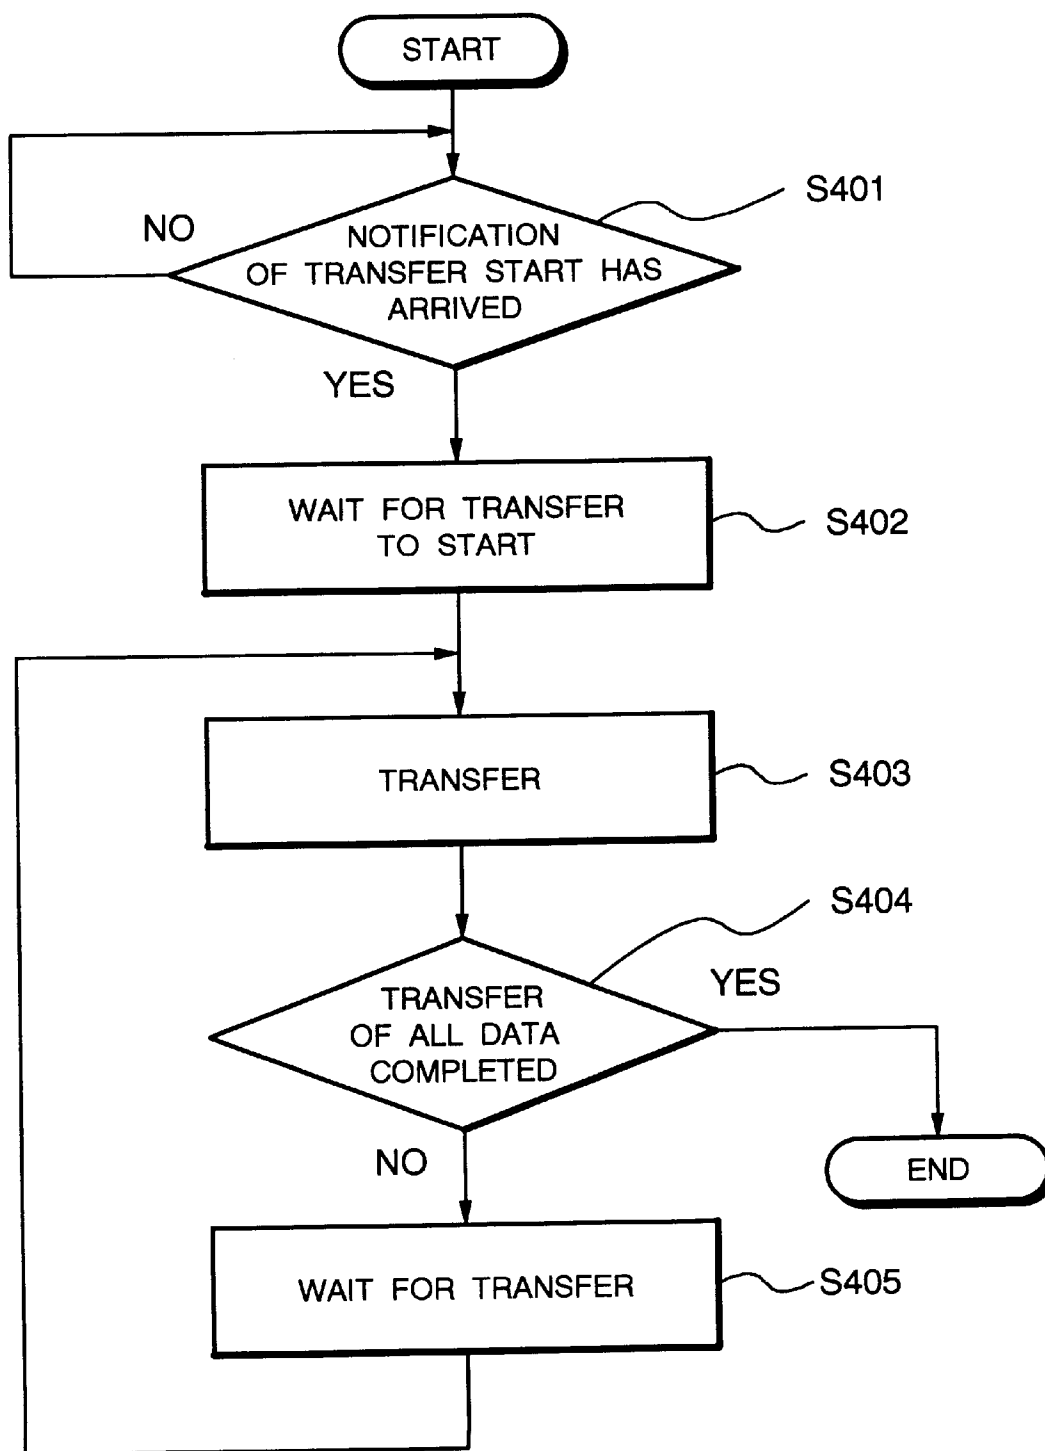 START
S401
NO
NOTIFICATION
OF TRANSFER START HAS
ARRIVED
YES
WAIT FOR TRANSFER
TO START
S402
TRANSFER
S403
S404
YES
TRANSFER
OF ALL DATA
COMPLETED
NO
END
WAIT FOR TRANSFER
S405